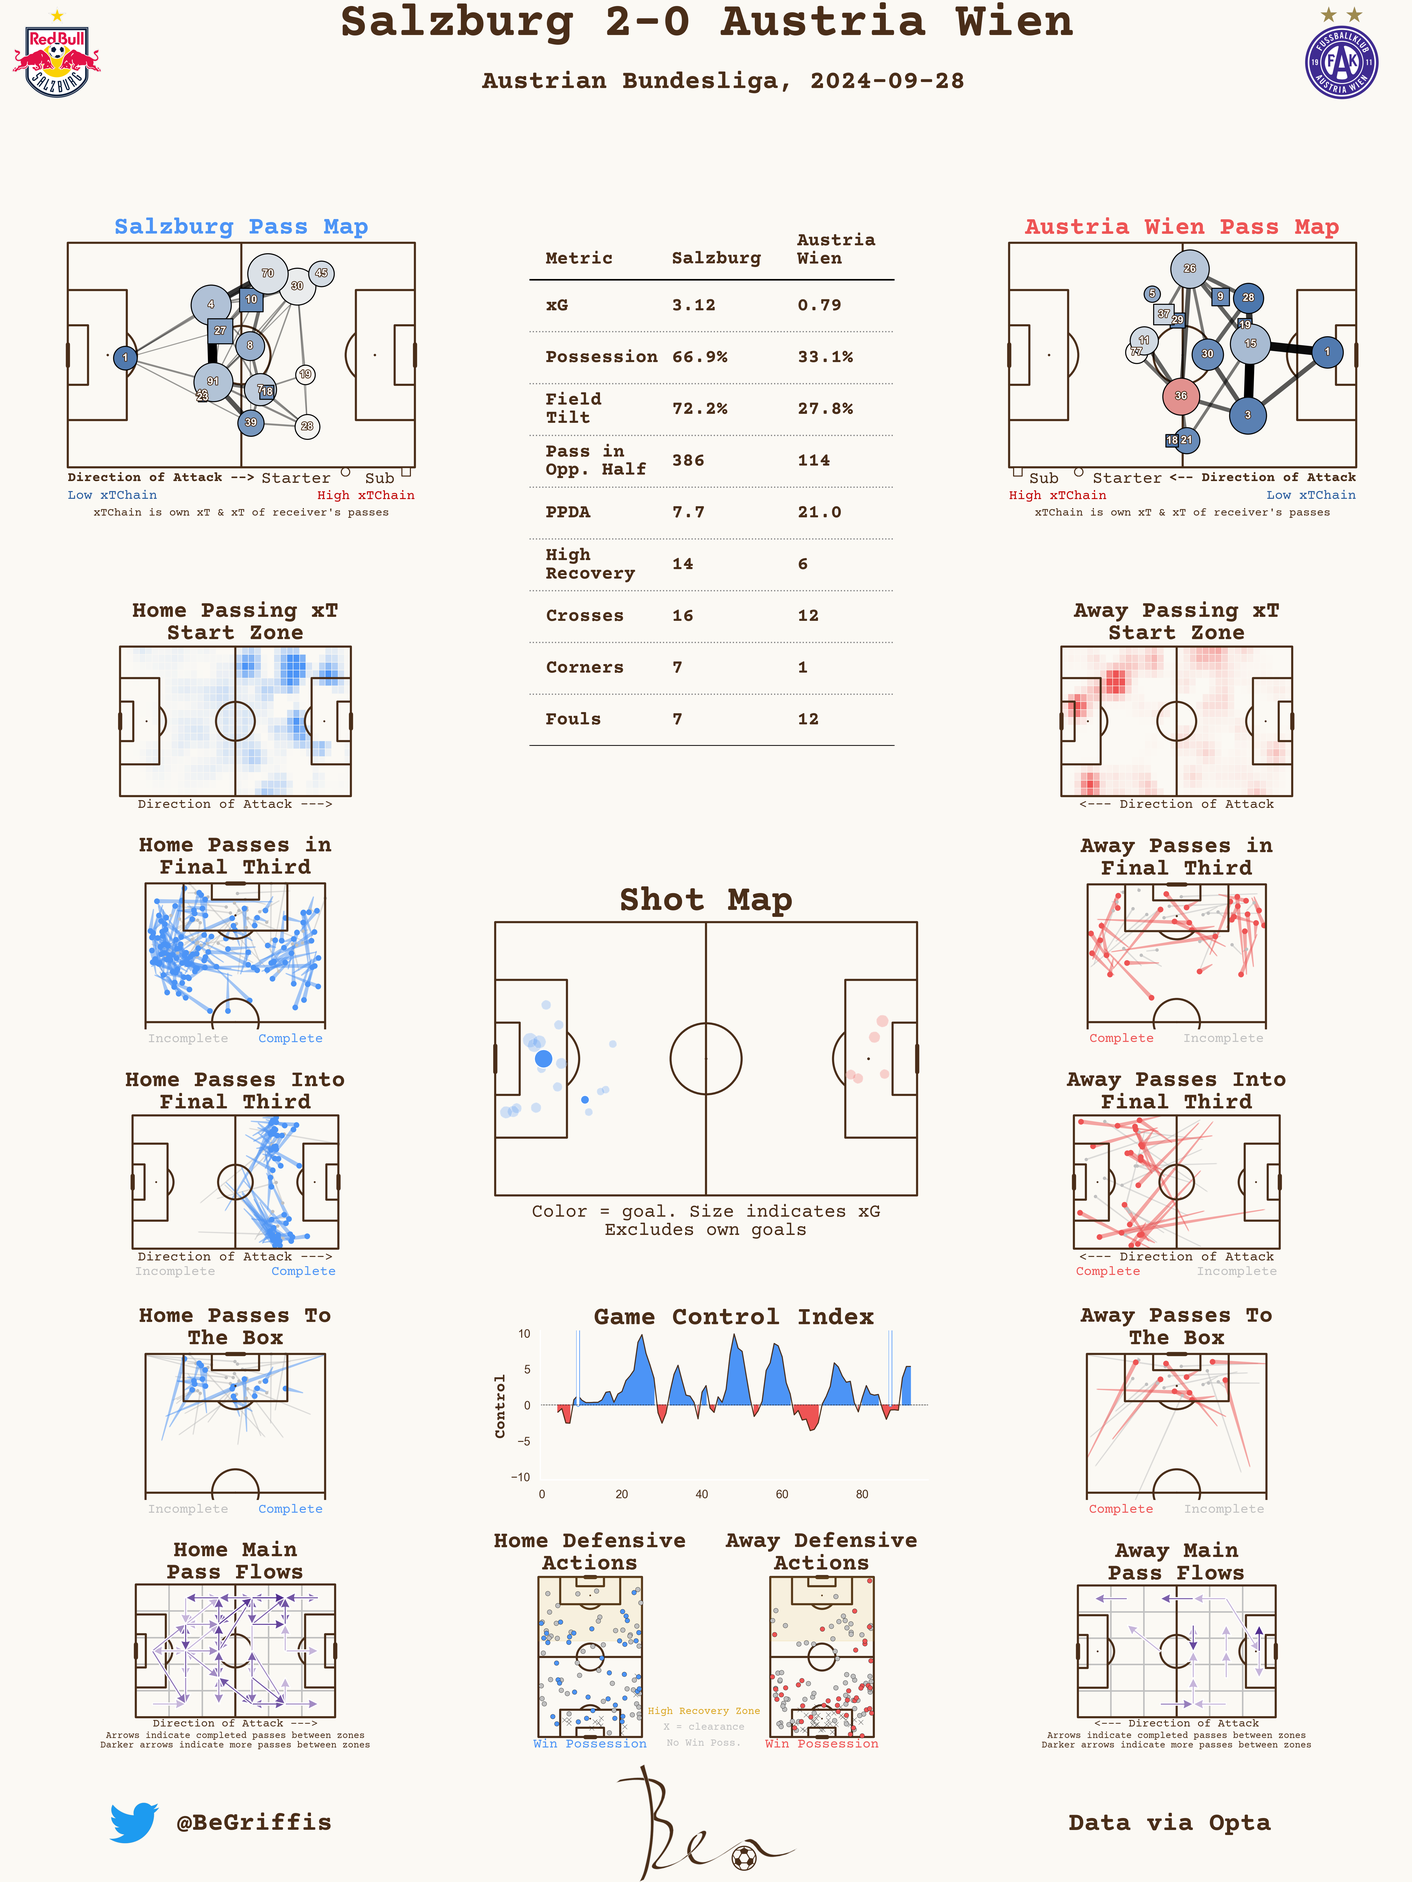 Salzburg 2-0 Austria Wien
Austrian Bundesliga, 2024-09-28
RedBull
SALZBURG
FUSSBALLKLUB
19 FAK 11
AUSTRIA WIEN
Salzburg Pass Map
70
45
30
4
10
27
8
1
91
19
7
18
23
39
28
Direction of Attack --> Starter Sub
Low xTChain High xTChain
xTChain is own xT & xT of receiver's passes
Metric Salzburg Austria Wien
xG 3.12 0.79
Possession 66.9% 33.1%
Field Tilt 72.2% 27.8%
Pass in Opp. Half 386 114
PPDA 7.7 21.0
High Recovery 14 6
Crosses 16 12
Corners 7 1
Fouls 7 12
Austria Wien Pass Map
26
5
9
28
37
29
19
11
77
15
30
1
36
3
18
21
Sub Starter <-- Direction of Attack
High xTChain Low xTChain
xTChain is own xT & xT of receiver's passes
Home Passing xT
Start Zone
Direction of Attack --->
Away Passing xT
Start Zone
<--- Direction of Attack
Home Passes in
Final Third
Incomplete Complete
Away Passes in
Final Third
Complete Incomplete
Shot Map
Color = goal. Size indicates xG
Excludes own goals
Home Passes Into
Final Third
Direction of Attack --->
Incomplete Complete
Away Passes Into
Final Third
<--- Direction of Attack
Complete Incomplete
Home Passes To
The Box
Incomplete Complete
Game Control Index
Control
10
5
0
−5
−10
0 20 40 60 80
Away Passes To
The Box
Complete Incomplete
Home Main
Pass Flows
Direction of Attack --->
Arrows indicate completed passes between zones
Darker arrows indicate more passes between zones
Home Defensive
Actions
Win Possession
High Recovery Zone
X = clearance
No Win Poss.
Away Defensive
Actions
Win Possession
Away Main
Pass Flows
<--- Direction of Attack
Arrows indicate completed passes between zones
Darker arrows indicate more passes between zones
@BeGriffis
Ben
Data via Opta